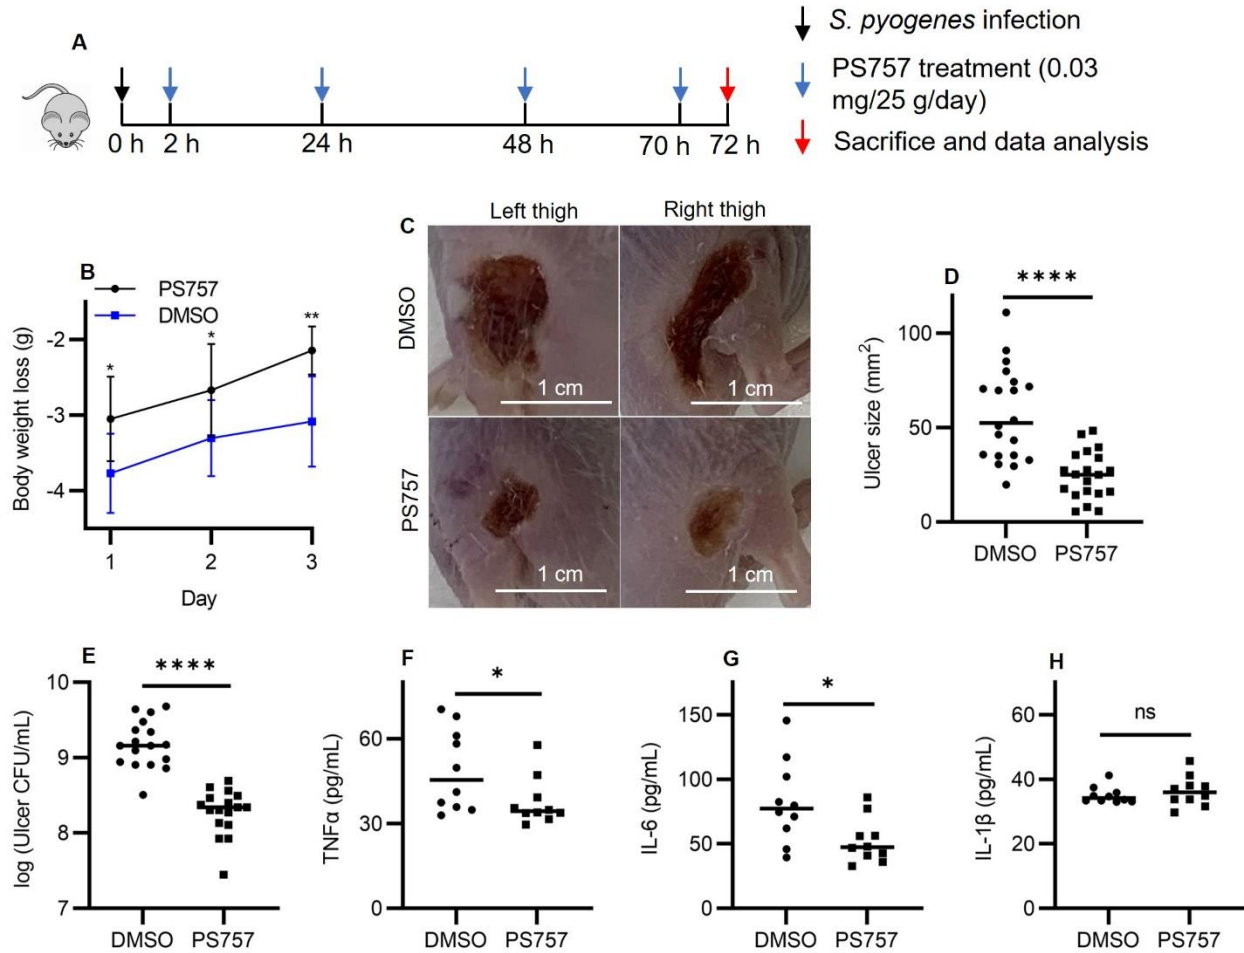 A
0 h
2 h
24 h
48 h
70 h
72 h
S. pyogenes infection
PS757 treatment (0.03
mg/25 g/day)
Sacrifice and data analysis
B
PS757
DMSO
Body weight loss (g)
-2
-3
-4
*
*
**
1
2
3
Day
C
Left thigh
Right thigh
DMSO
PS757
1 cm
1 cm
1 cm
1 cm
D
****
Ulcer size (mm²)
100
50
0
DMSO
PS757
E
****
log (Ulcer CFU/mL)
10
9
8
7
DMSO
PS757
F
*
TNFα (pg/mL)
60
30
0
DMSO
PS757
G
*
IL-6 (pg/mL)
150
100
50
0
DMSO
PS757
H
ns
IL-1β (pg/mL)
60
40
20
0
DMSO
PS757